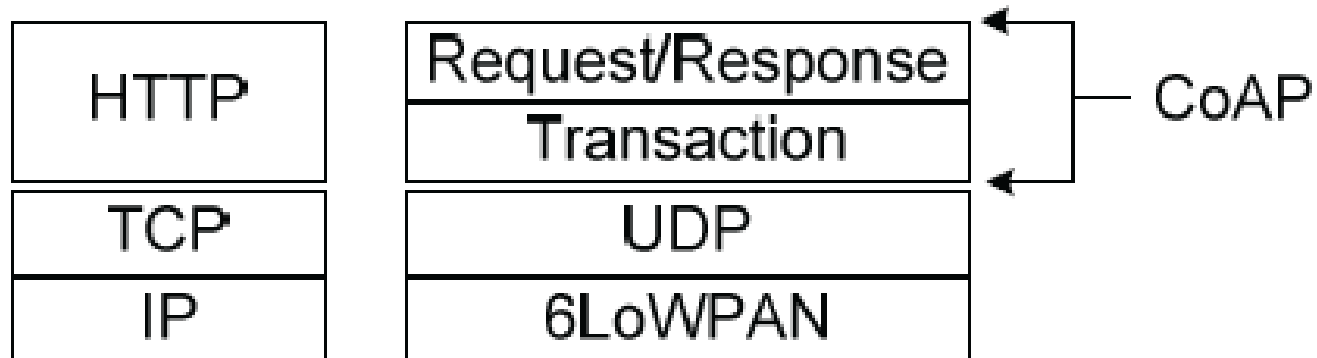 HTTP
TCP
IP
Request/Response
Transaction
UDP
6LoWPAN
CoAP